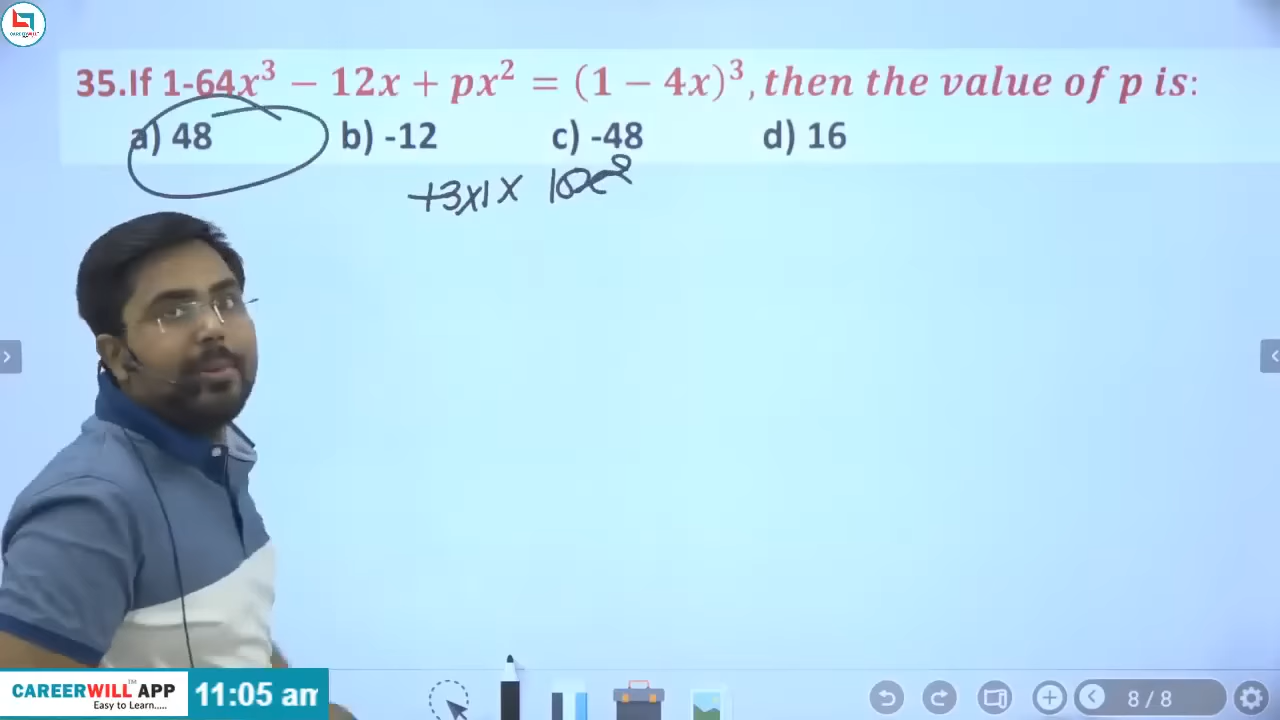 CAREERWILL
35.If 1-64x³ − 12x + px² = (1 − 4x)³, then the value of p is:
a) 48 b) -12 c) -48 d) 16
+3x1x 16x²
CAREERWILL™ APP
Easy to Learn.....
11:05 am
8 / 8